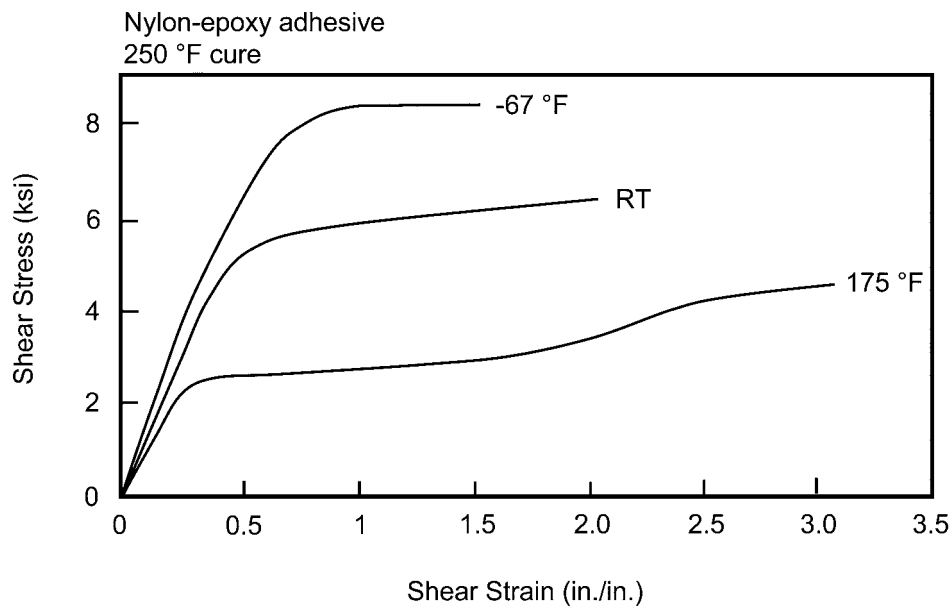 Nylon-epoxy adhesive
250 °F cure
Shear Stress (ksi)
8
6
4
2
0
-67 °F
RT
175 °F
0 0.5 1 1.5 2.0 2.5 3.0 3.5
Shear Strain (in./in.)